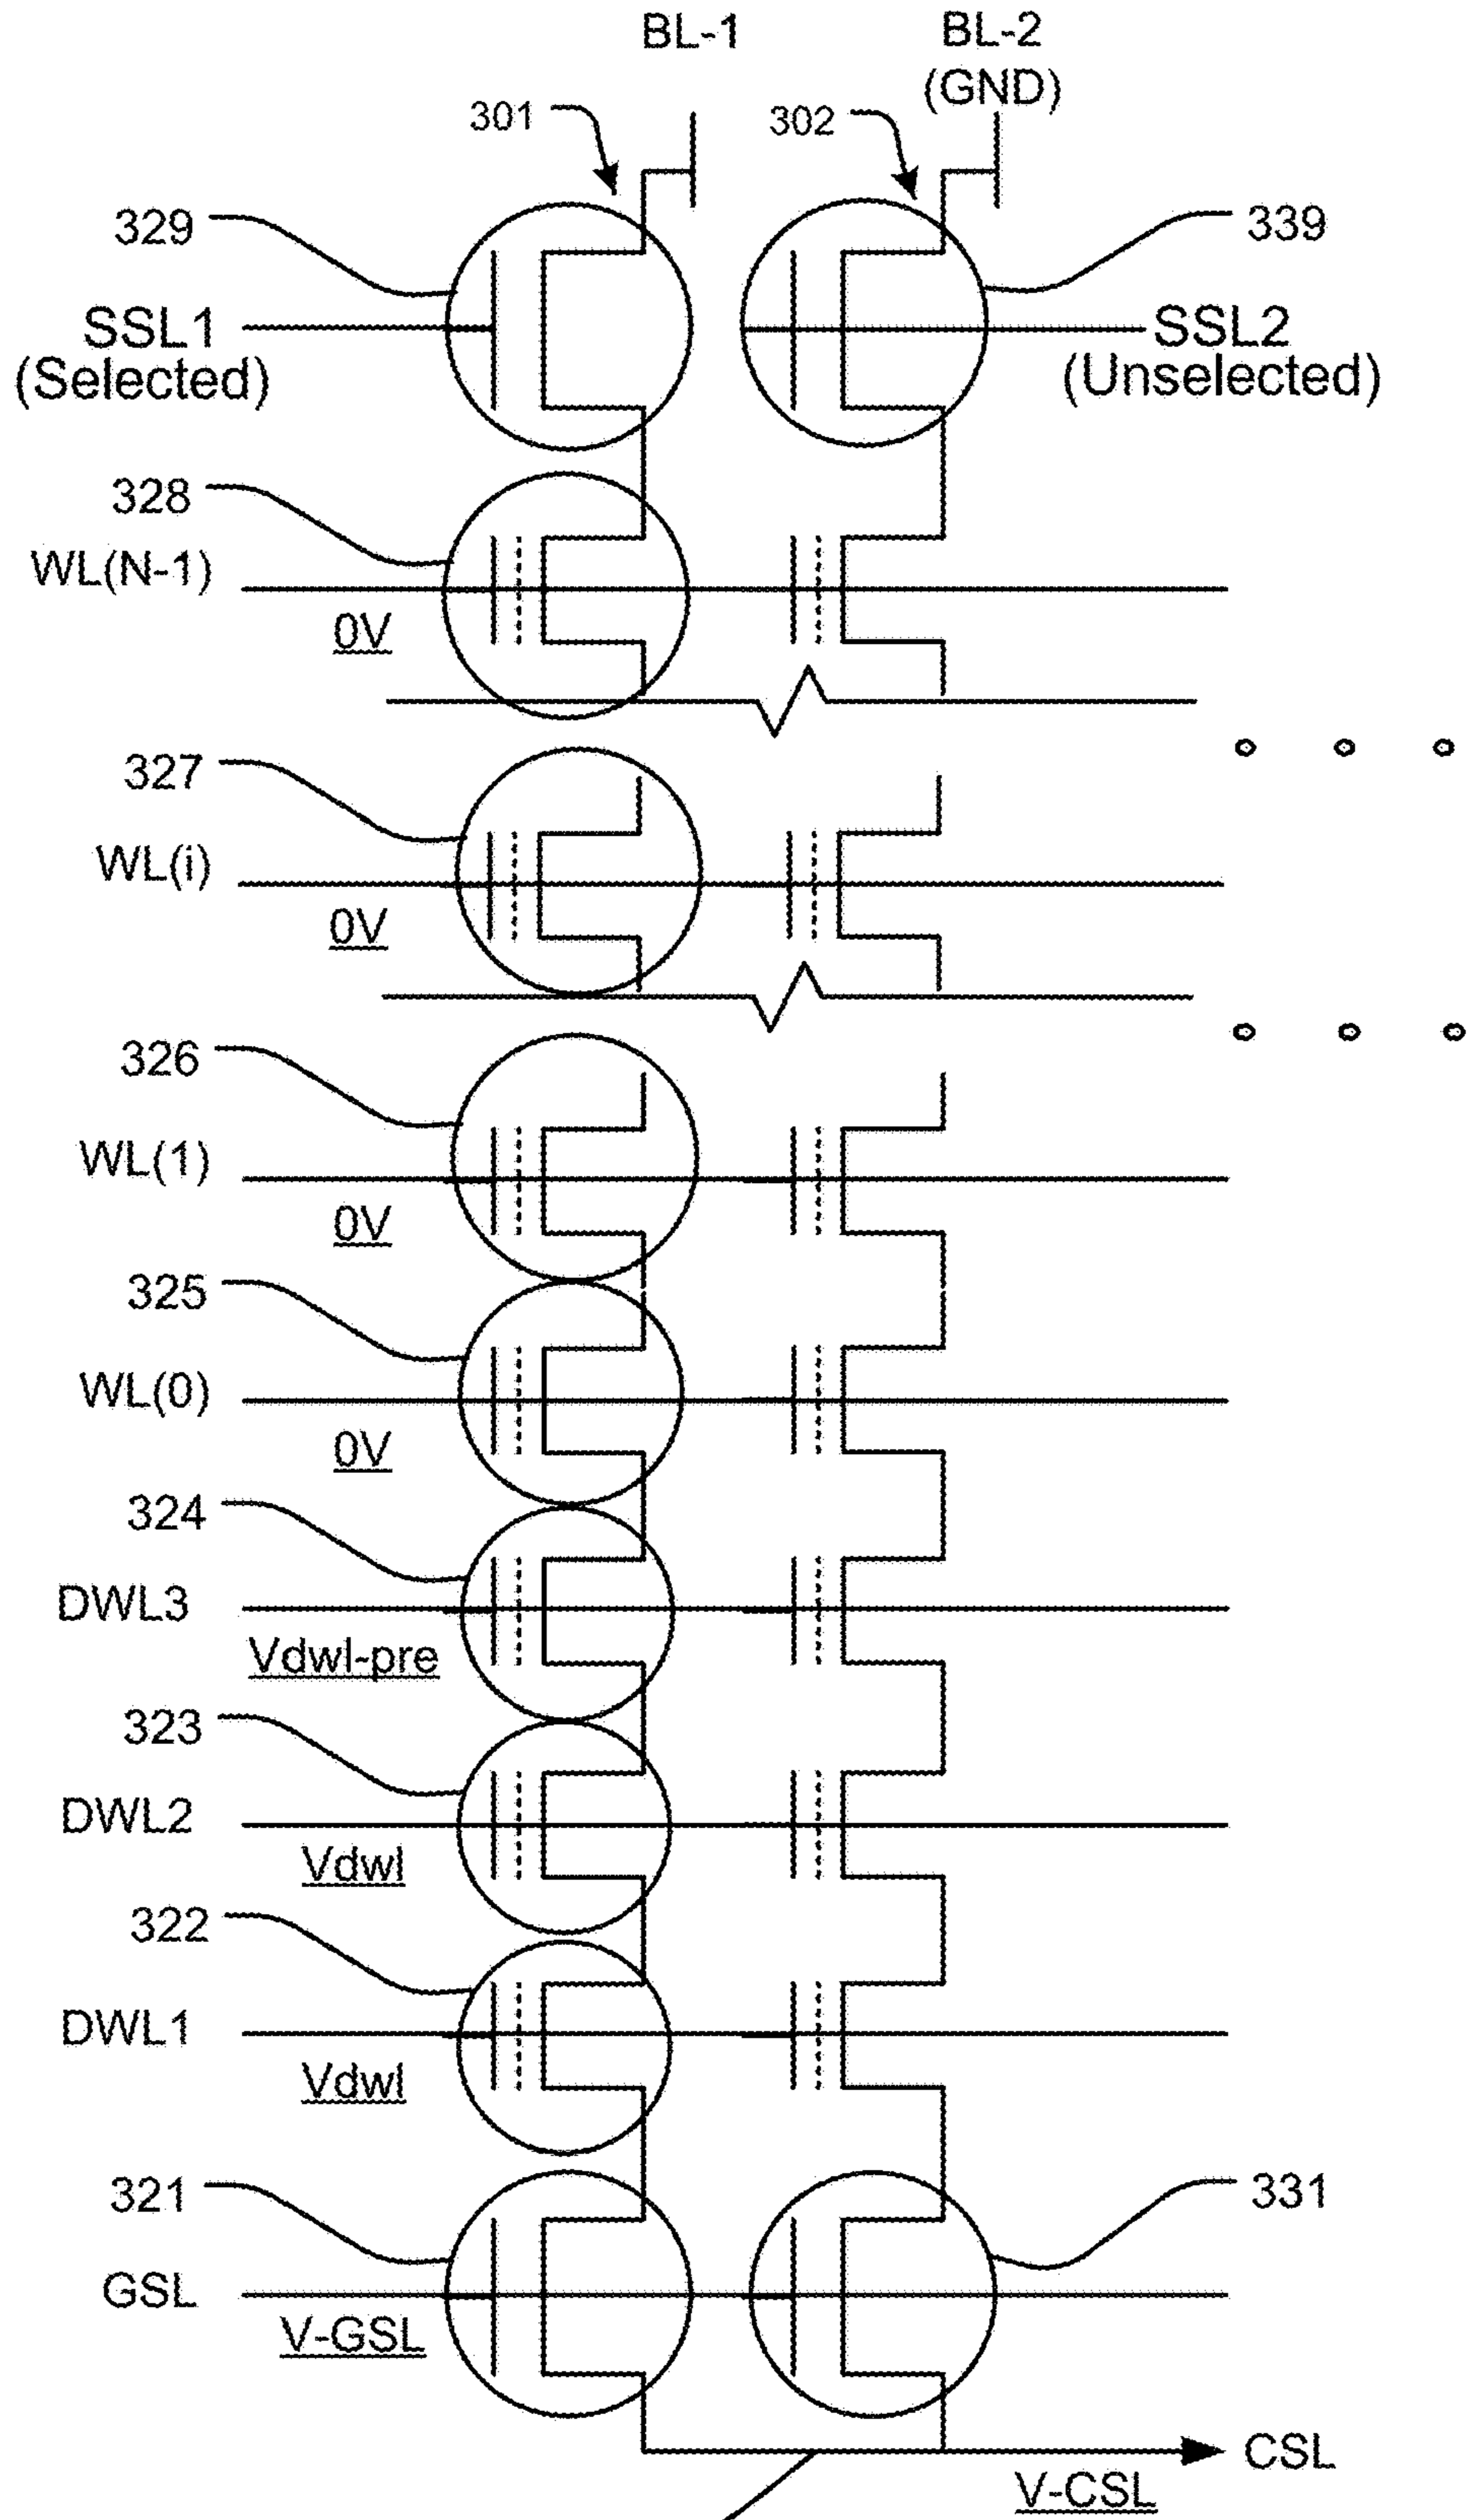 BL-1
BL-2
(GND)
301
302
329
339
SSL1
(Selected)
SSL2
(Unselected)
328
WL(N-1)
0V
327
WL(i)
0V
326
WL(1)
0V
325
WL(0)
0V
324
DWL3
Vdwl-pre
323
DWL2
Vdwl
322
DWL1
Vdwl
321
331
GSL
V-GSL
CSL
V-CSL